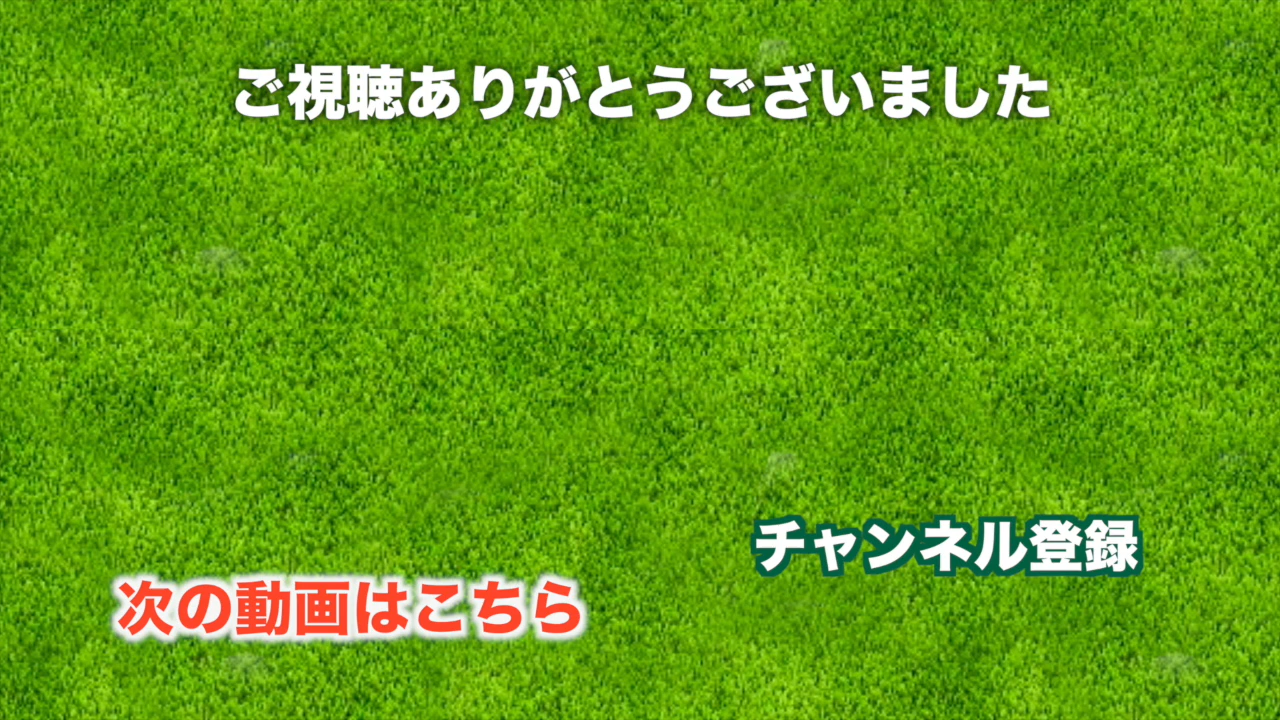 ご視聴ありがとうございました
チャンネル登録
次の動画はこちら